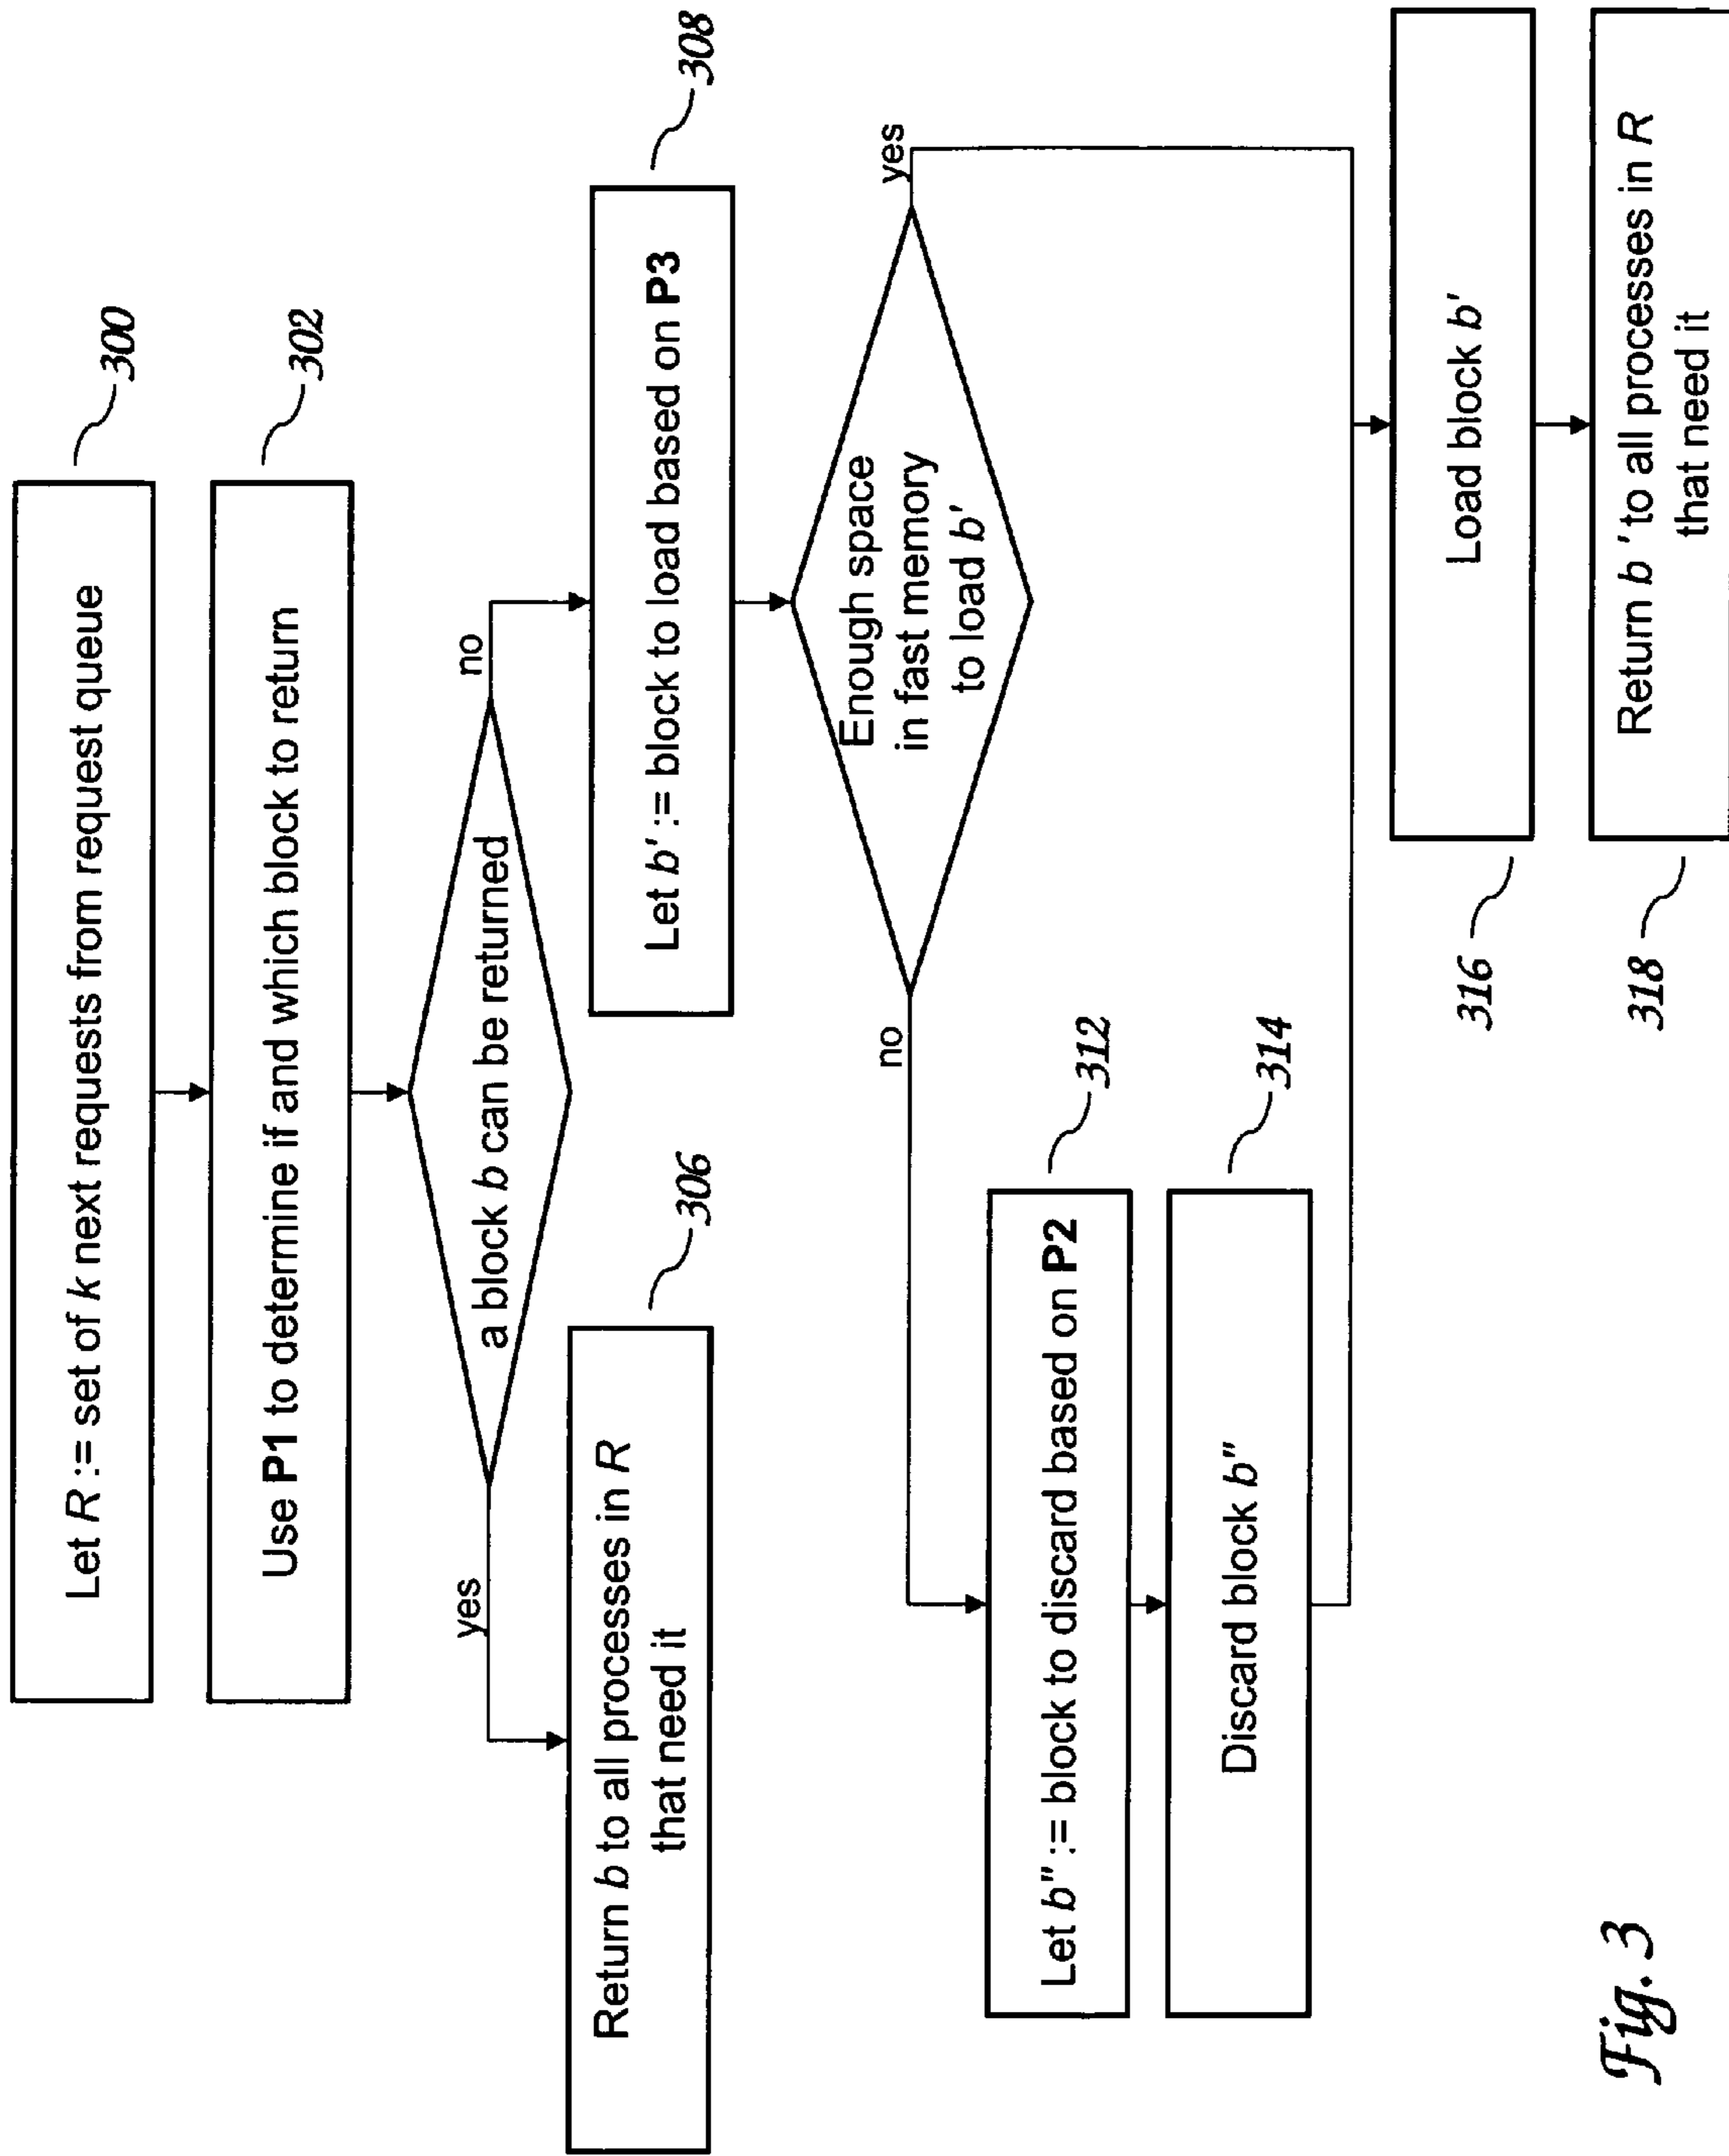 Let R := set of k next requests from request queue
300
Use P1 to determine if and which block to return
302
a block b can be returned
yes
no
Return b to all processes in R
that need it
306
Let b' := block to load based on P3
308
Enough space
in fast memory
to load b'
no
yes
Let b'' := block to discard based on P2
312
Discard block b''
314
Load block b'
316
Return b ' to all processes in R
that need it
318
Fig. 3